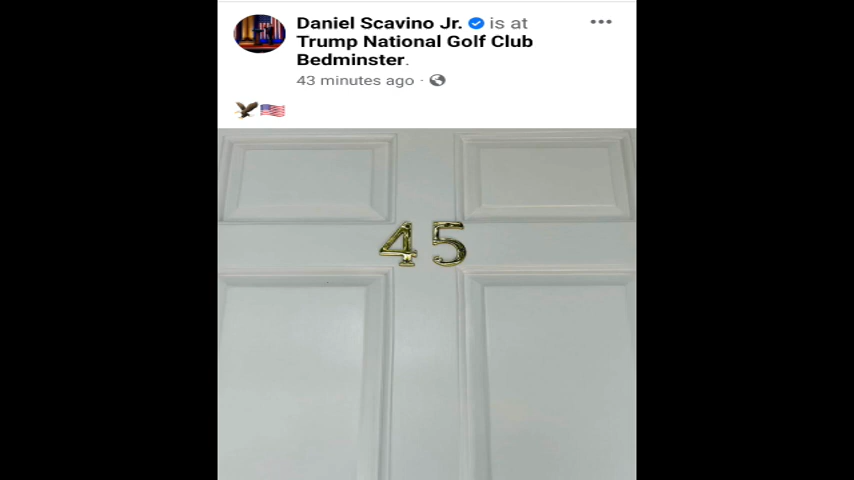 Daniel Scavino Jr. is at
Trump National Golf Club
Bedminster.
43 minutes ago ·
45